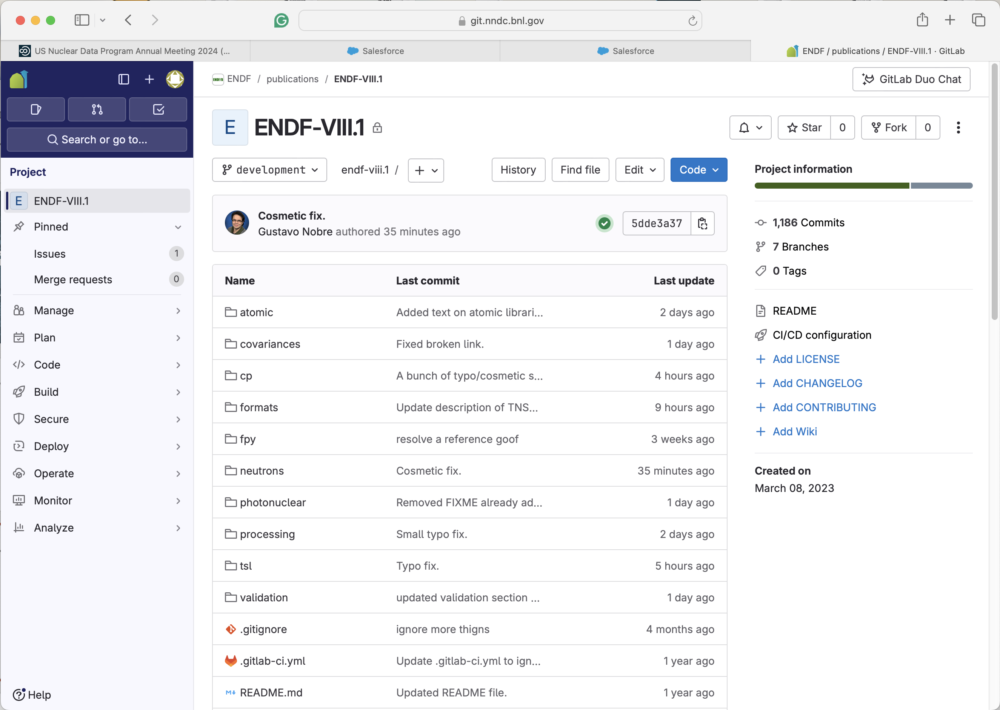 git.nndc.bnl.gov
US Nuclear Data Program Annual Meeting 2024 (...
Salesforce
Salesforce
ENDF / publications / ENDF-VIII.1 · GitLab
ENDF/B ENDF / publications / ENDF-VIII.1
GitLab Duo Chat
Search or go to...
Project
E ENDF-VIII.1
Pinned
Issues 1
Merge requests 0
Manage
Plan
Code
Build
Secure
Deploy
Operate
Monitor
Analyze
Help
E ENDF-VIII.1
Star 0
Fork 0
development
endf-viii.1 /
History
Find file
Edit
Code
Cosmetic fix.
Gustavo Nobre authored 35 minutes ago
5dde3a37
Name Last commit Last update
atomic Added text on atomic librari... 2 days ago
covariances Fixed broken link. 1 day ago
cp A bunch of typo/cosmetic s... 4 hours ago
formats Update description of TNS... 9 hours ago
fpy resolve a reference goof 3 weeks ago
neutrons Cosmetic fix. 35 minutes ago
photonuclear Removed FIXME already ad... 1 day ago
processing Small typo fix. 2 days ago
tsl Typo fix. 5 hours ago
validation updated validation section ... 1 day ago
.gitignore ignore more thigns 4 months ago
.gitlab-ci.yml Update .gitlab-ci.yml to ign... 1 year ago
README.md Updated README file. 1 year ago
Project information
1,186 Commits
7 Branches
0 Tags
README
CI/CD configuration
Add LICENSE
Add CHANGELOG
Add CONTRIBUTING
Add Wiki
Created on
March 08, 2023